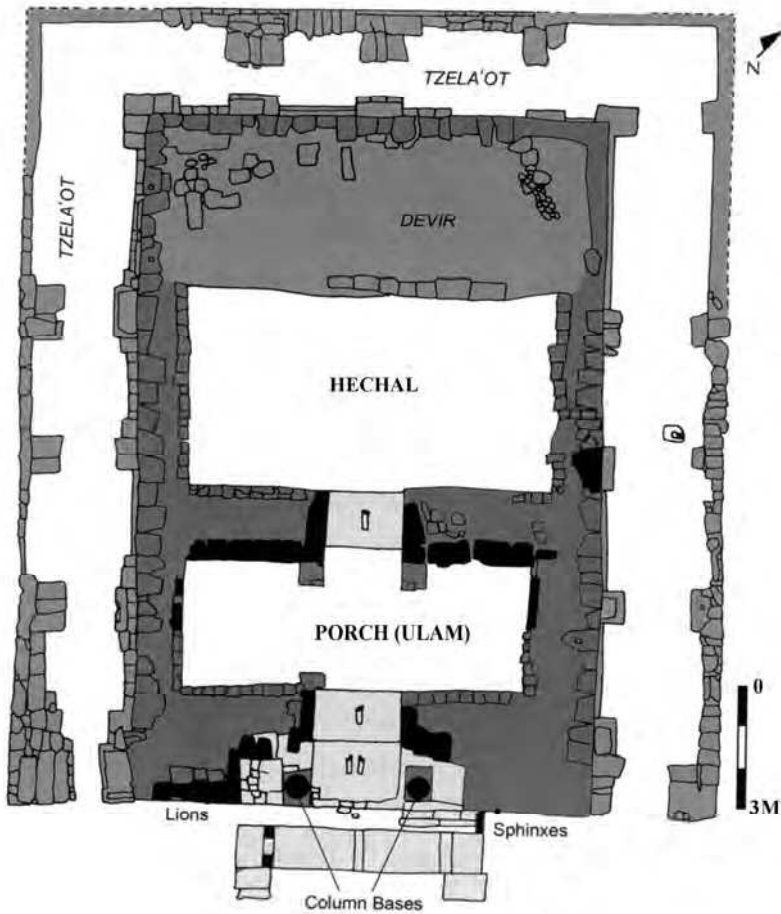 TZELA'OT
N
TZELA'OT
DEVIR
HECHAL
PORCH (ULAM)
0
3M
Lions
Sphinxes
Column Bases